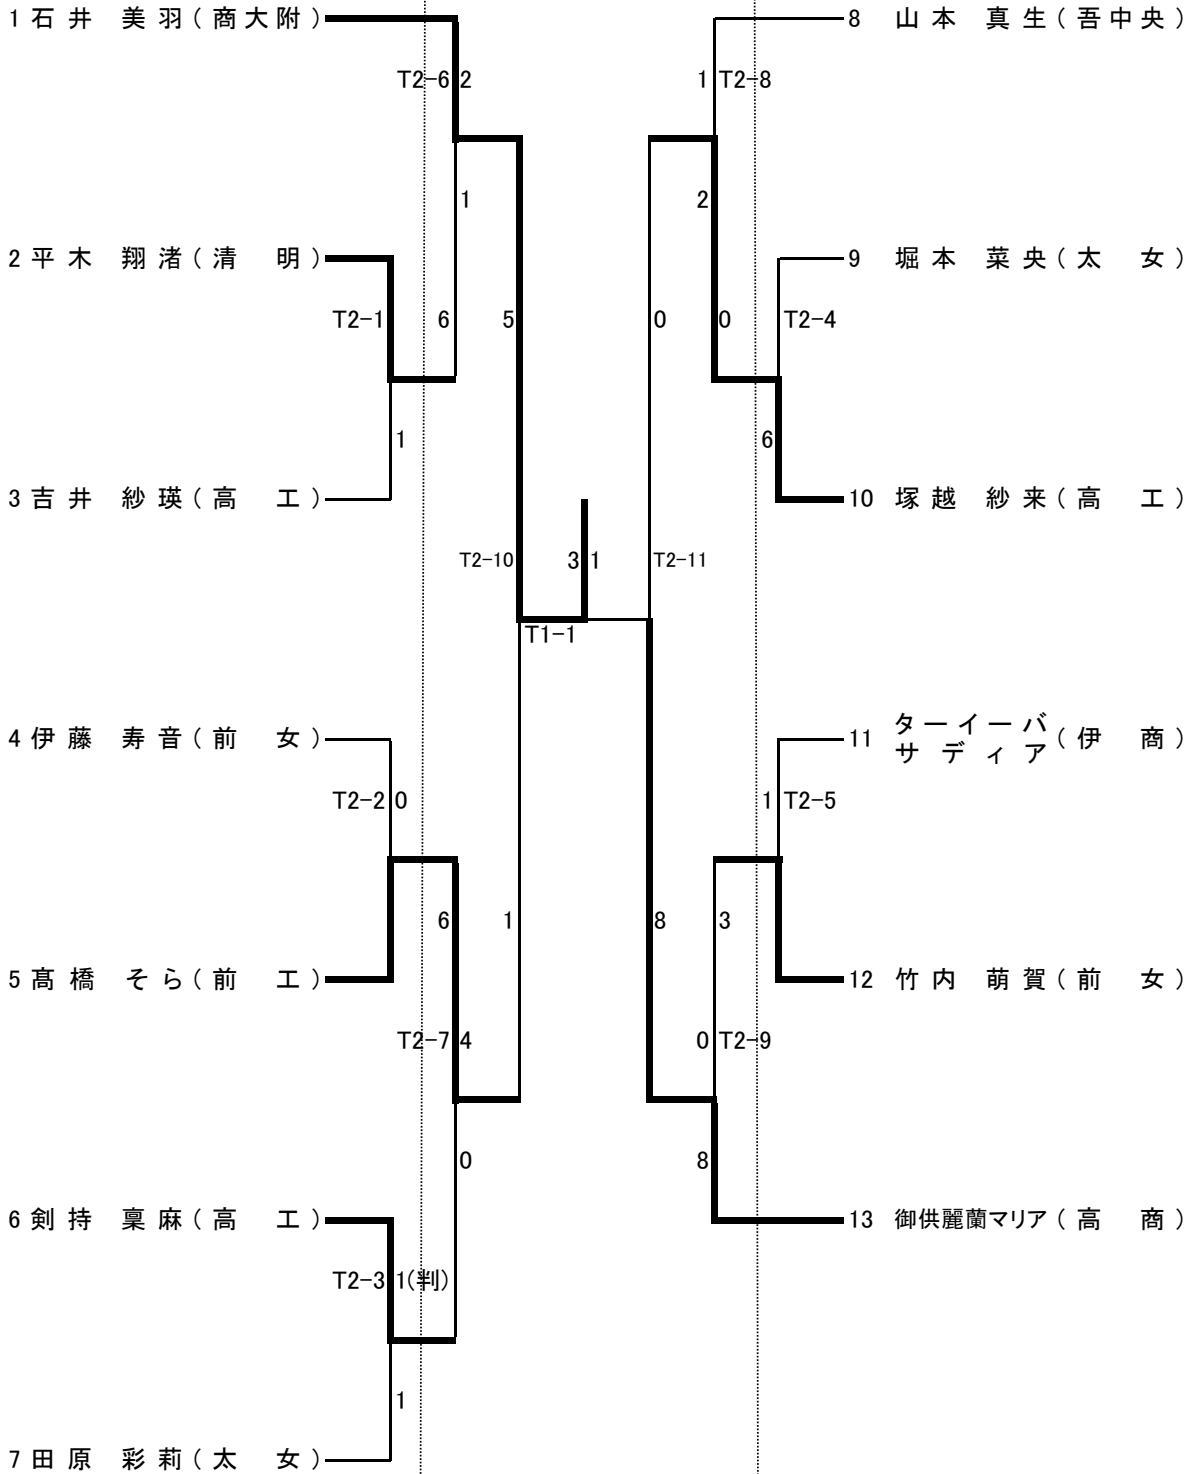 1 石井 美羽(商大附)
8 山本 真生(吾中央)
T2-6 2
1 T2-8
1
2
2 平木 翔渚(清 明)
9 堀本 菜央(太 女)
T2-1
6
5
0
0
T2-4
1
6
3 吉井 紗瑛(高 工)
10 塚越 紗来(高 工)
T2-10
3 1
T2-11
T1-1
4 伊藤 寿音(前 女)
11 ターイーバ サディア(伊 商)
T2-2 0
1 T2-5
6
1
8
3
5 髙橋 そら(前 工)
12 竹内 萌賀(前 女)
T2-7 4
0 T2-9
0
8
6 剣持 稟麻(高 工)
13 御供麗蘭マリア(高 商)
T2-3 1(判)
1
7 田原 彩莉(太 女)